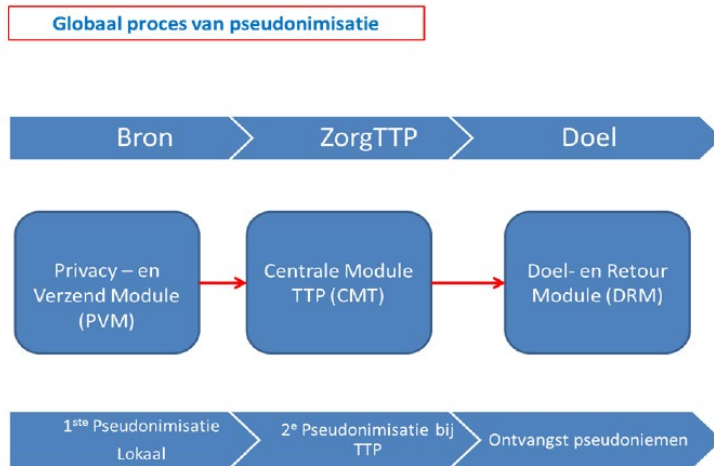 Globaal proces van pseudonimisatie
Bron
ZorgTTP
Doel
Privacy – en
Verzend Module
(PVM)
Centrale Module
TTP (CMT)
Doel- en Retour
Module (DRM)
1ste Pseudonimisatie
Lokaal
2e Pseudonimisatie bij
TTP
Ontvangst pseudoniemen